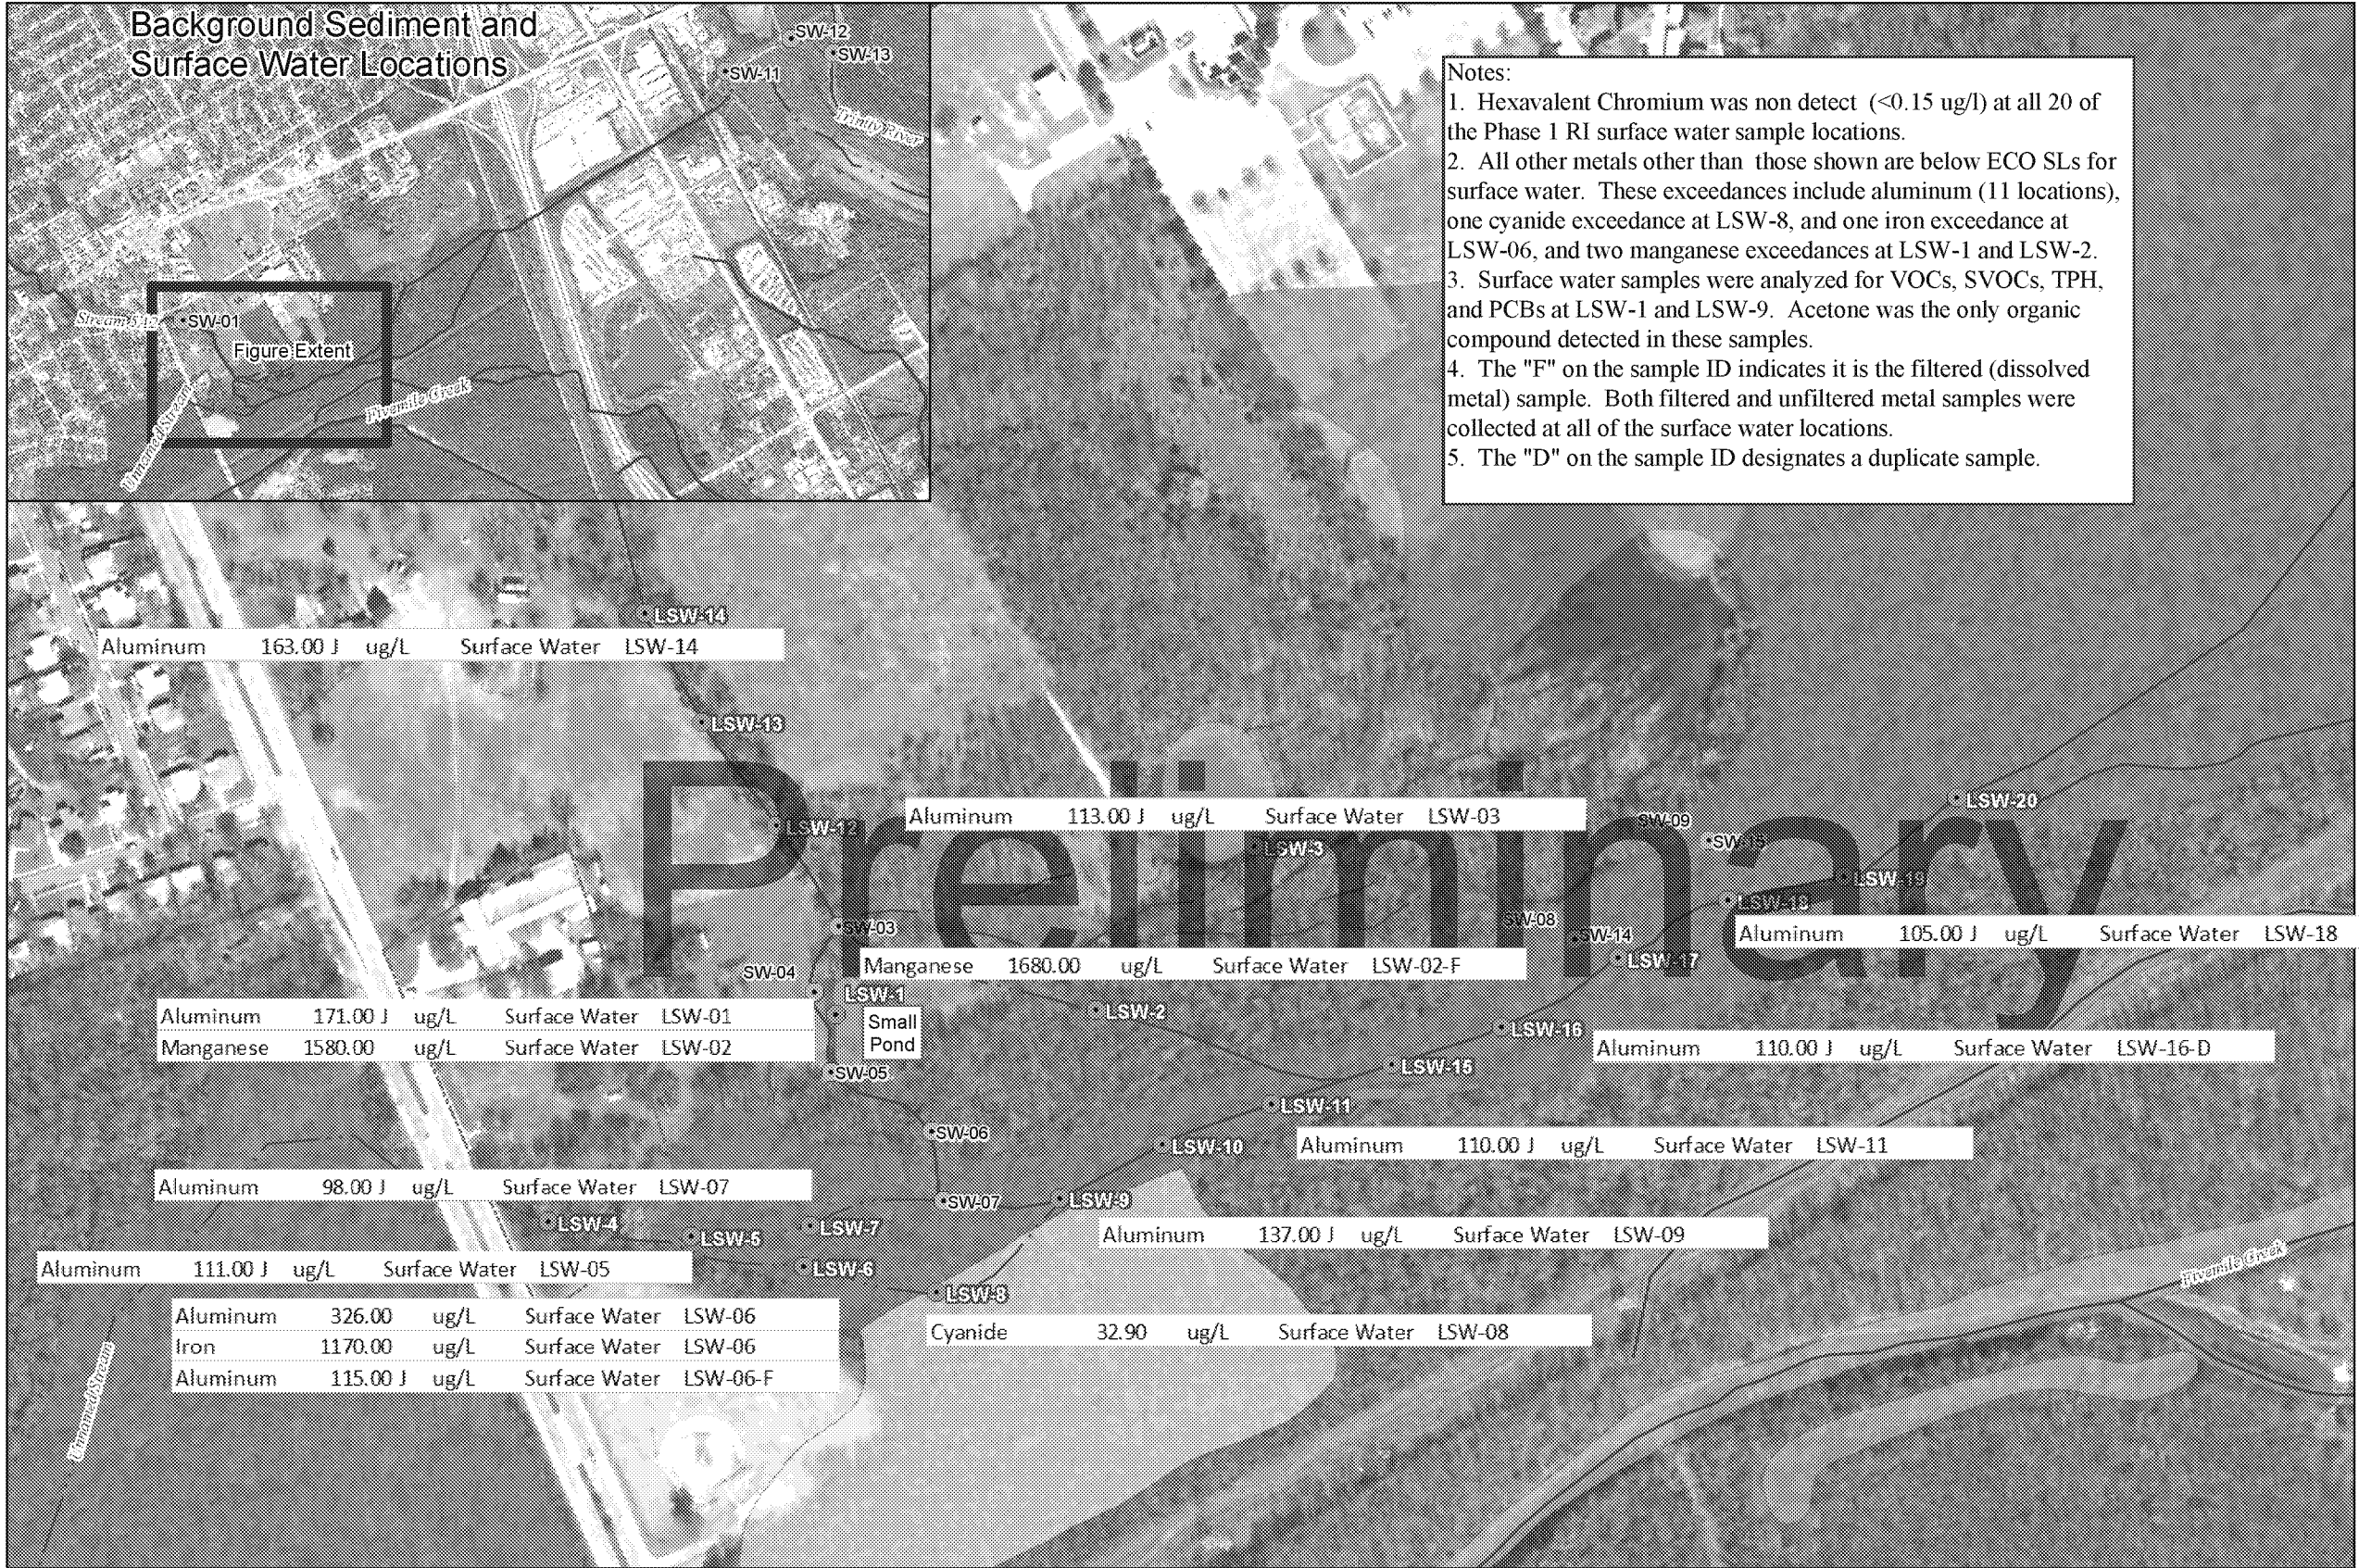 Background Sediment and
Surface Water Locations
SW-12
SW-13
SW-11
Trinity River
Stream 5A2
SW-01
Figure Extent
Fivemile Creek
Unnamed Stream
Notes:
1. Hexavalent Chromium was non detect (<0.15 ug/l) at all 20 of
the Phase 1 RI surface water sample locations.
2. All other metals other than those shown are below ECO SLs for
surface water. These exceedances include aluminum (11 locations),
one cyanide exceedance at LSW-8, and one iron exceedance at
LSW-06, and two manganese exceedances at LSW-1 and LSW-2.
3. Surface water samples were analyzed for VOCs, SVOCs, TPH,
and PCBs at LSW-1 and LSW-9. Acetone was the only organic
compound detected in these samples.
4. The "F" on the sample ID indicates it is the filtered (dissolved
metal) sample. Both filtered and unfiltered metal samples were
collected at all of the surface water locations.
5. The "D" on the sample ID designates a duplicate sample.
LSW-14
Aluminum 163.00 J ug/L Surface Water LSW-14
LSW-13
Preliminary
LSW-20
Aluminum 113.00 J ug/L Surface Water LSW-03
LSW-12
SW-09
SW-15
LSW-3
LSW-19
LSW-18
SW-03
SW-08
SW-14
Aluminum 105.00 J ug/L Surface Water LSW-18
LSW-17
Manganese 1680.00 ug/L Surface Water LSW-02-F
SW-04
LSW-1
LSW-2
Aluminum 171.00 J ug/L Surface Water LSW-01
Manganese 1580.00 ug/L Surface Water LSW-02
Small
Pond
LSW-16
Aluminum 110.00 J ug/L Surface Water LSW-16-D
LSW-15
SW-05
LSW-11
SW-06
LSW-10
Aluminum 110.00 J ug/L Surface Water LSW-11
Aluminum 98.00 J ug/L Surface Water LSW-07
SW-07
LSW-9
LSW-4
LSW-7
LSW-5
Aluminum 137.00 J ug/L Surface Water LSW-09
Aluminum 111.00 J ug/L Surface Water LSW-05
LSW-6
Fivemile Creek
LSW-8
Aluminum 326.00 ug/L Surface Water LSW-06
Iron 1170.00 ug/L Surface Water LSW-06
Aluminum 115.00 J ug/L Surface Water LSW-06-F
Cyanide 32.90 ug/L Surface Water LSW-08
Unnamed Stream